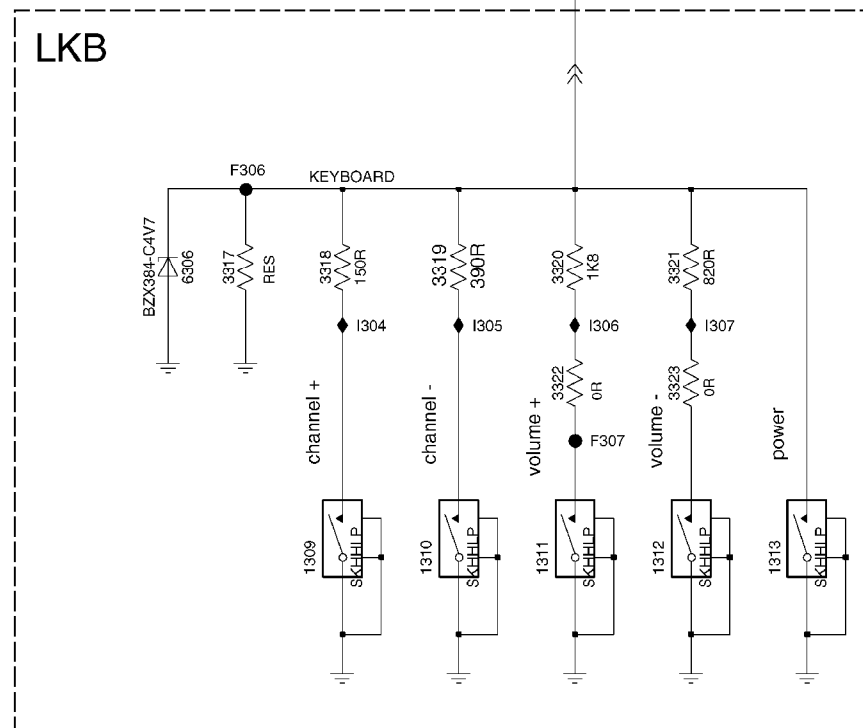 LKB
F306
KEYBOARD
BZX384-C4V7
6306
3317
RES
3318
150R
3319
390R
3320
1K8
3321
820R
I304
I305
I306
I307
3322
0R
3323
0R
channel +
channel -
volume +
F307
volume -
power
1309
SKHHLP
1310
SKHHLP
1311
SKHHLP
1312
SKHHLP
1313
SKHHLP